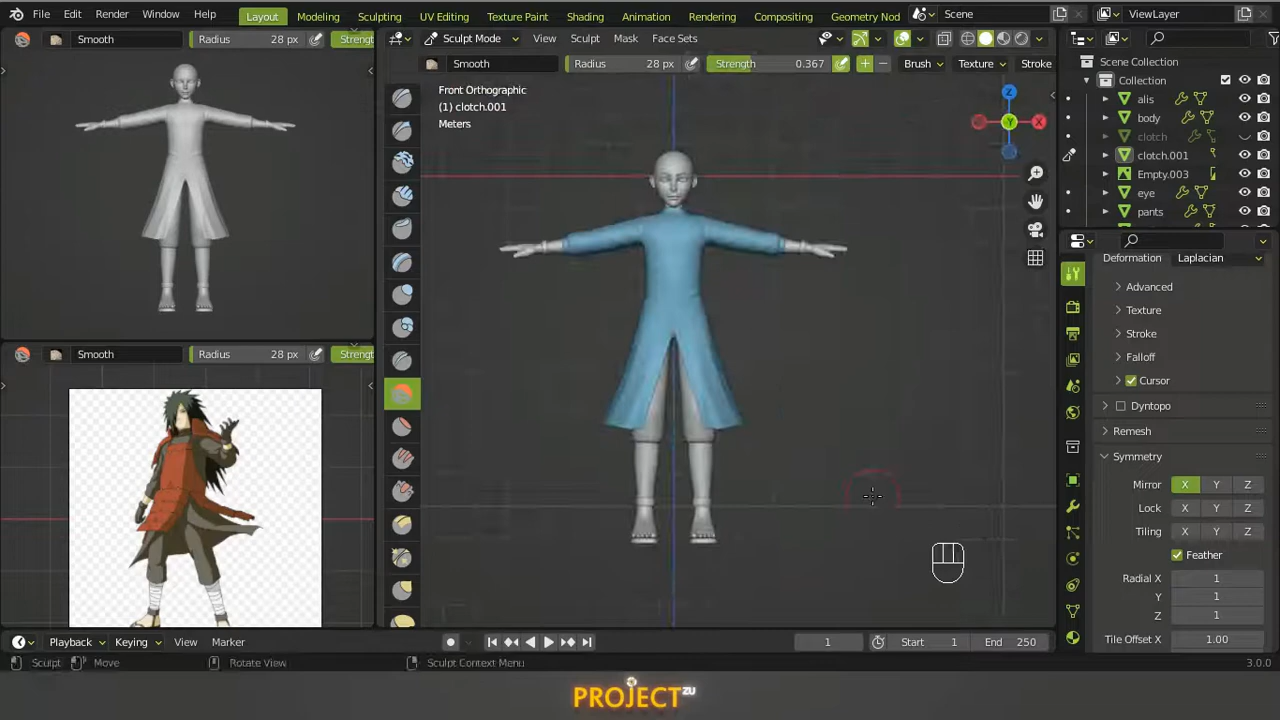 File Edit Render Window Help Layout Modeling Sculpting UV Editing Texture Paint Shading Animation Rendering Compositing Geometry Nod Scene ViewLayer
Smooth Radius 28 px Strengt
Sculpt Mode View Sculpt Mask Face Sets
Smooth Radius 28 px Strength 0.367 Brush Texture Stroke
Front Orthographic
(1) clotch.001
Meters
Z
Y
X
Scene Collection
Collection
alis
body
clotch
clotch.001
Empty.003
eye
pants
Deformation Laplacian
Advanced
Texture
Stroke
Falloff
Cursor
Dyntopo
Remesh
Symmetry
Mirror X Y Z
Lock X Y Z
Tiling X Y Z
Feather
Radial X 1
Y 1
Z 1
Tile Offset X 1.00
Smooth Radius 28 px Strengt
Playback Keying View Marker 1 Start 1 End 250
Sculpt Move Rotate View Sculpt Context Menu 3.0.0
PROJECT ZU